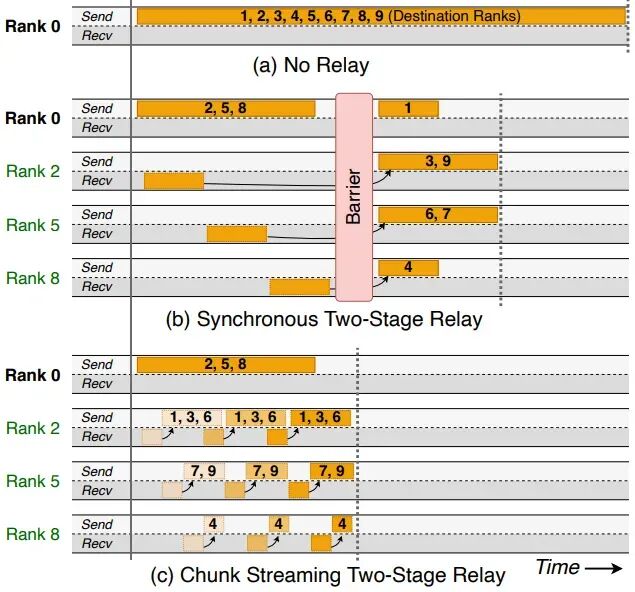 Rank 0 Send 1, 2, 3, 4, 5, 6, 7, 8, 9 (Destination Ranks)
Recv
(a) No Relay
Rank 0 Send 2, 5, 8 1
Recv
Rank 2 Send 3, 9
Recv
Barrier
Rank 5 Send 6, 7
Recv
Rank 8 Send 4
Recv
(b) Synchronous Two-Stage Relay
Rank 0 Send 2, 5, 8
Recv
Rank 2 Send 1, 3, 6 1, 3, 6 1, 3, 6
Recv
Rank 5 Send 7, 9 7, 9 7, 9
Recv
Rank 8 Send 4 4 4
Recv
Time
(c) Chunk Streaming Two-Stage Relay